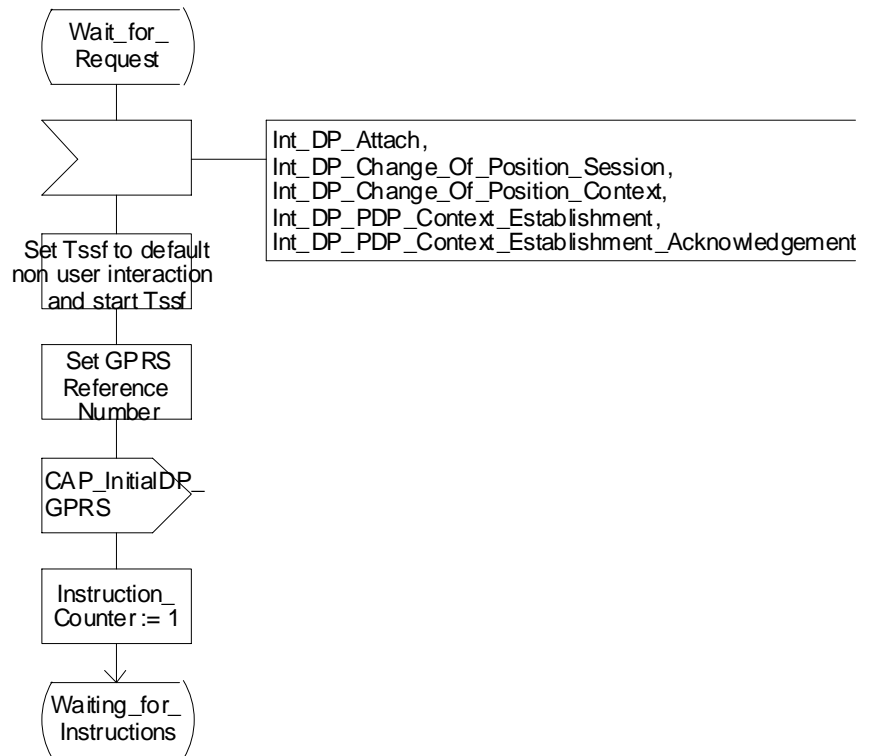 Wait_for_
Request
Int_DP_Attach,
Int_DP_Change_Of_Position_Session,
Int_DP_Change_Of_Position_Context,
Int_DP_PDP_Context_Establishment,
Int_DP_PDP_Context_Establishment_Acknowledgement
Set Tssf to default
non user interaction
and start Tssf
Set GPRS
Reference
Number
CAP_InitialDP_
GPRS
Instruction_
Counter := 1
Waiting_for_
Instructions